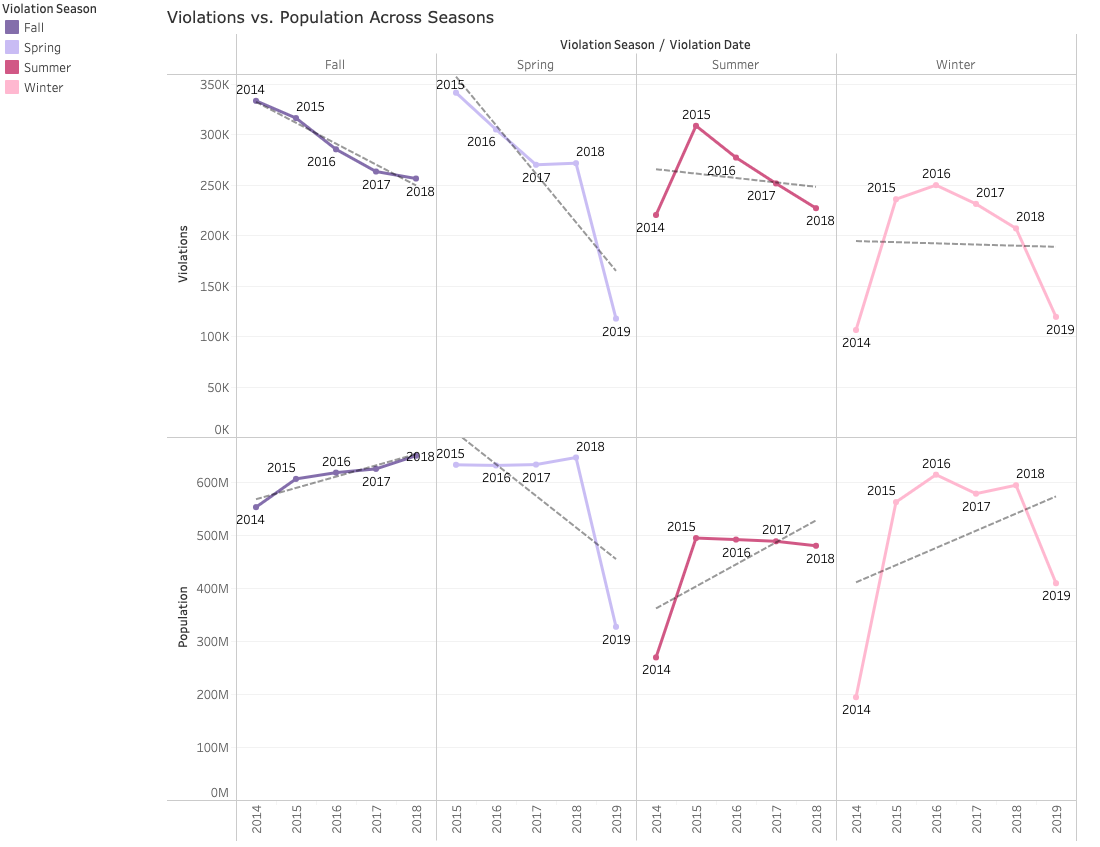 Violation Season
Fall
Spring
Summer
Winter
Violations vs. Population Across Seasons
Violation Season / Violation Date
Fall Spring Summer Winter
Violations
350K
300K
250K
200K
150K
100K
50K
0K
2014
2015
2016
2017
2018
2015
2016
2017
2018
2019
2014
2015
2016
2017
2018
2014
2015
2016
2017
2018
2019
Population
600M
500M
400M
300M
200M
100M
0M
2014
2015
2016
2017
2018
2015
2016
2017
2018
2019
2014
2015
2016
2017
2018
2014
2015
2016
2017
2018
2019
2014 2015 2016 2017 2018 2015 2016 2017 2018 2019 2014 2015 2016 2017 2018 2014 2015 2016 2017 2018 2019